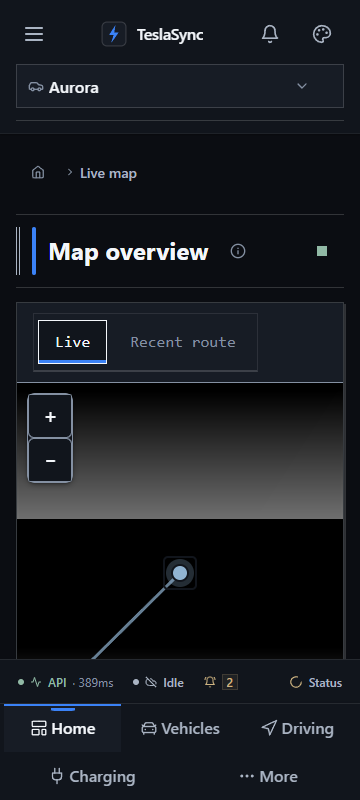 TeslaSync
Aurora
Live map
Map overview
Live Recent route
+
−
API · 389ms Idle 2 Status
Home Vehicles Driving
Charging More